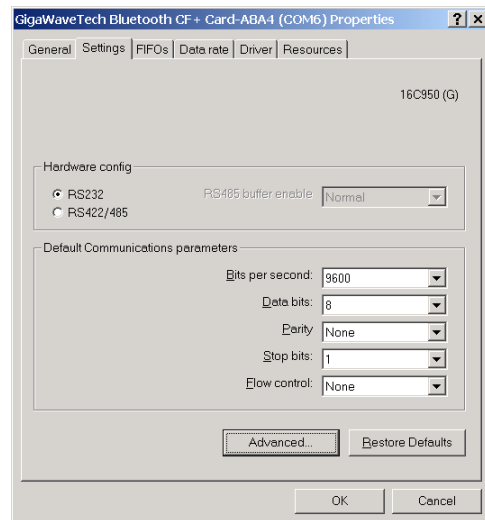 GigaWaveTech Bluetooth CF+ Card-A8A4 (COM6) Properties ? ×
General Settings FIFOs Data rate Driver Resources
16C950 (G)
Hardware config
RS232 RS485 buffer enable Normal
RS422/485
Default Communications parameters
Bits per second: 9600
Data bits: 8
Parity None
Stop bits: 1
Flow control: None
Advanced... Restore Defaults
OK Cancel